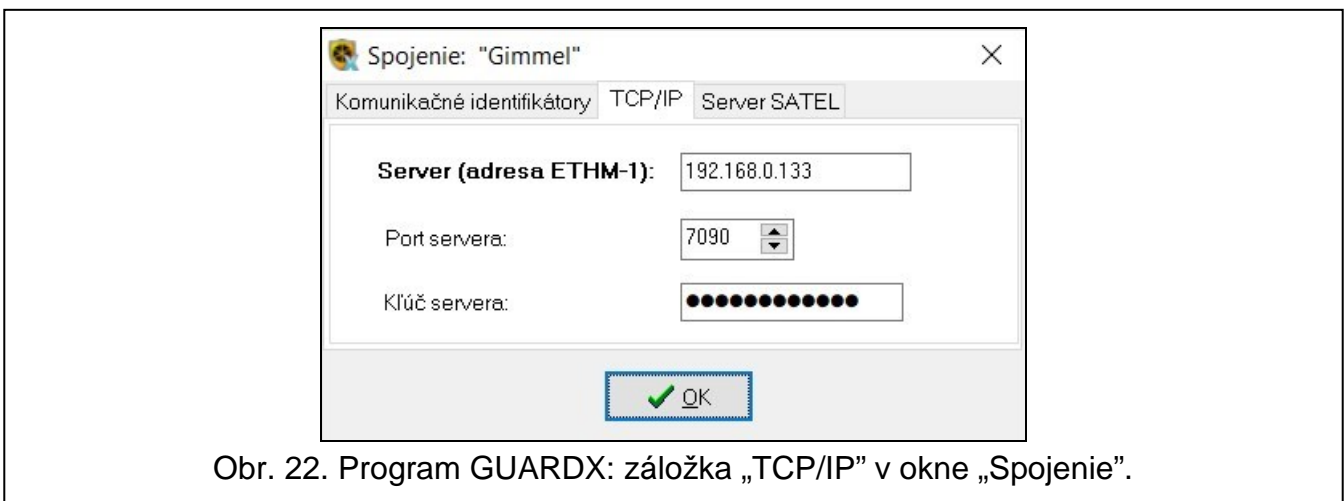 Spojenie: "Gimmel"
Komunikačné identifikátory TCP/IP Server SATEL
Server (adresa ETHM-1): 192.168.0.133
Port servera: 7090
Kľúč servera: ●●●●●●●●●●●●
OK
Obr. 22. Program GUARDX: záložka „TCP/IP” v okne „Spojenie”.